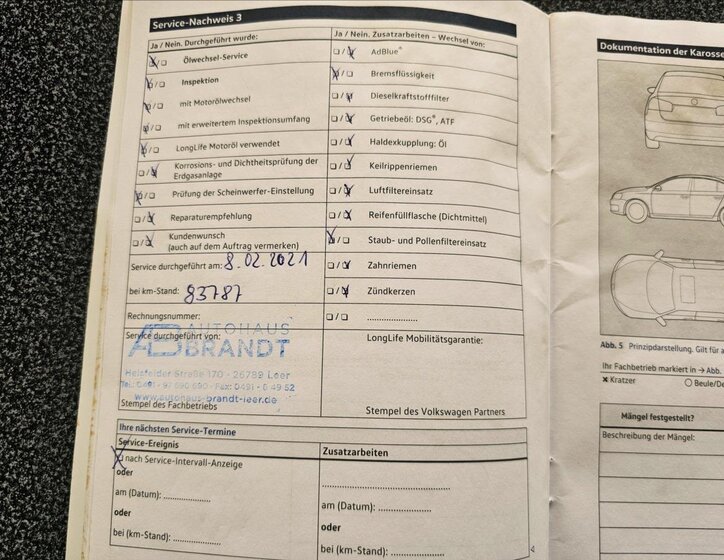 Service-Nachweis 3
Ja / Nein. Durchgeführt wurde:
Ölwechsel-Service
Inspektion
mit Motorölwechsel
mit erweitertem Inspektionsumfang
LongLife Motoröl verwendet
Korrosions- und Dichtheitsprüfung der
Erdgasanlage
Prüfung der Scheinwerfer-Einstellung
Reparaturempfehlung
Kundenwunsch
(auch auf dem Auftrag vermerken)
Service durchgeführt am: 8.02.2021
bei km-Stand: 83787
Rechnungsnummer:
Service durchgeführt von:
AUTOHAUS
BRANDT
Heisfelder Straße 170 - 26789 Leer
www.autohaus-brandt-leer.de
Stempel des Fachbetriebs
Ja / Nein. Zusatzarbeiten – Wechsel von:
AdBlue®
Bremsflüssigkeit
Dieselkraftstofffilter
Getriebeöl: DSG®, ATF
Haldexkupplung: Öl
Keilrippenriemen
Luftfiltereinsatz
Reifenfüllflasche (Dichtmittel)
Staub- und Pollenfiltereinsatz
Zahnriemen
Zündkerzen
LongLife Mobilitätsgarantie:
Stempel des Volkswagen Partners
Ihre nächsten Service-Termine
Service-Ereignis
nach Service-Intervall-Anzeige
oder
am (Datum):
oder
bei (km-Stand):
Zusatzarbeiten
am (Datum):
oder
bei (km-Stand):
Dokumentation der Karosse
Abb. 5 Prinzipdarstellung. Gilt für a
Ihr Fachbetrieb markiert in → Abb.
✕ Kratzer
○ Beule/D
Mängel festgestellt?
Beschreibung der Mängel: